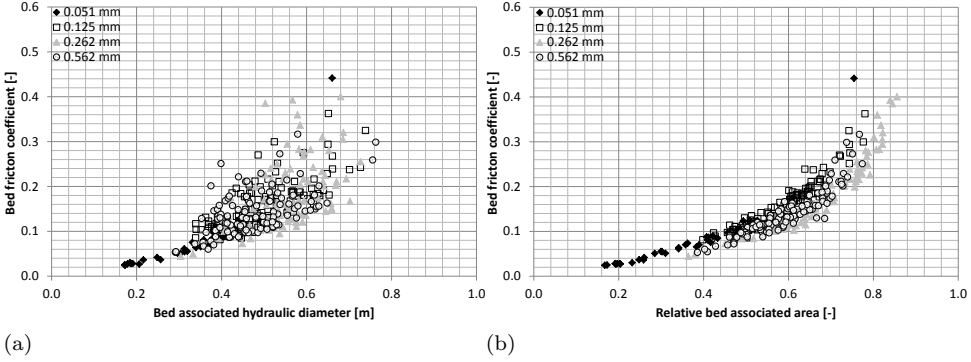 0.6
0.5
0.4
0.3
0.2
0.1
0.0
Bed fricton coefficient [-]
0.051 mm
0.125 mm
0.262 mm
0.562 mm
0.0 0.2 0.4 0.6 0.8 1.0
Bed associated hydraulic diameter [m]
(a)
0.6
0.5
0.4
0.3
0.2
0.1
0.0
Bed fricton coefficient [-]
0.051 mm
0.125 mm
0.262 mm
0.562 mm
0.0 0.2 0.4 0.6 0.8 1.0
Relative bed associated area [-]
(b)